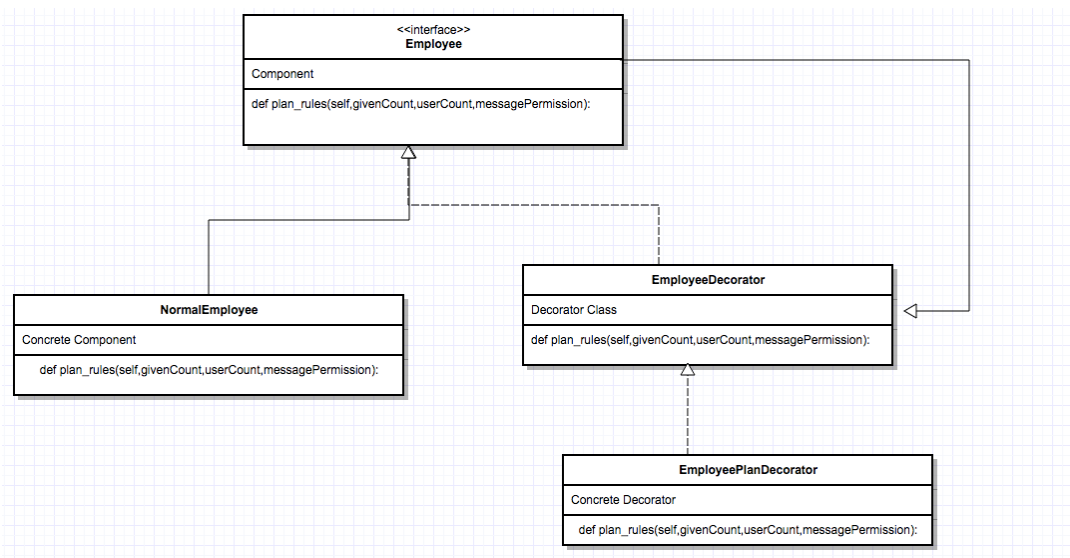 <<interface>>
Employee
Component
def plan_rules(self,givenCount,userCount,messagePermission):
EmployeeDecorator
Decorator Class
def plan_rules(self,givenCount,userCount,messagePermission):
NormalEmployee
Concrete Component
def plan_rules(self,givenCount,userCount,messagePermission):
EmployeePlanDecorator
Concrete Decorator
def plan_rules(self,givenCount,userCount,messagePermission):